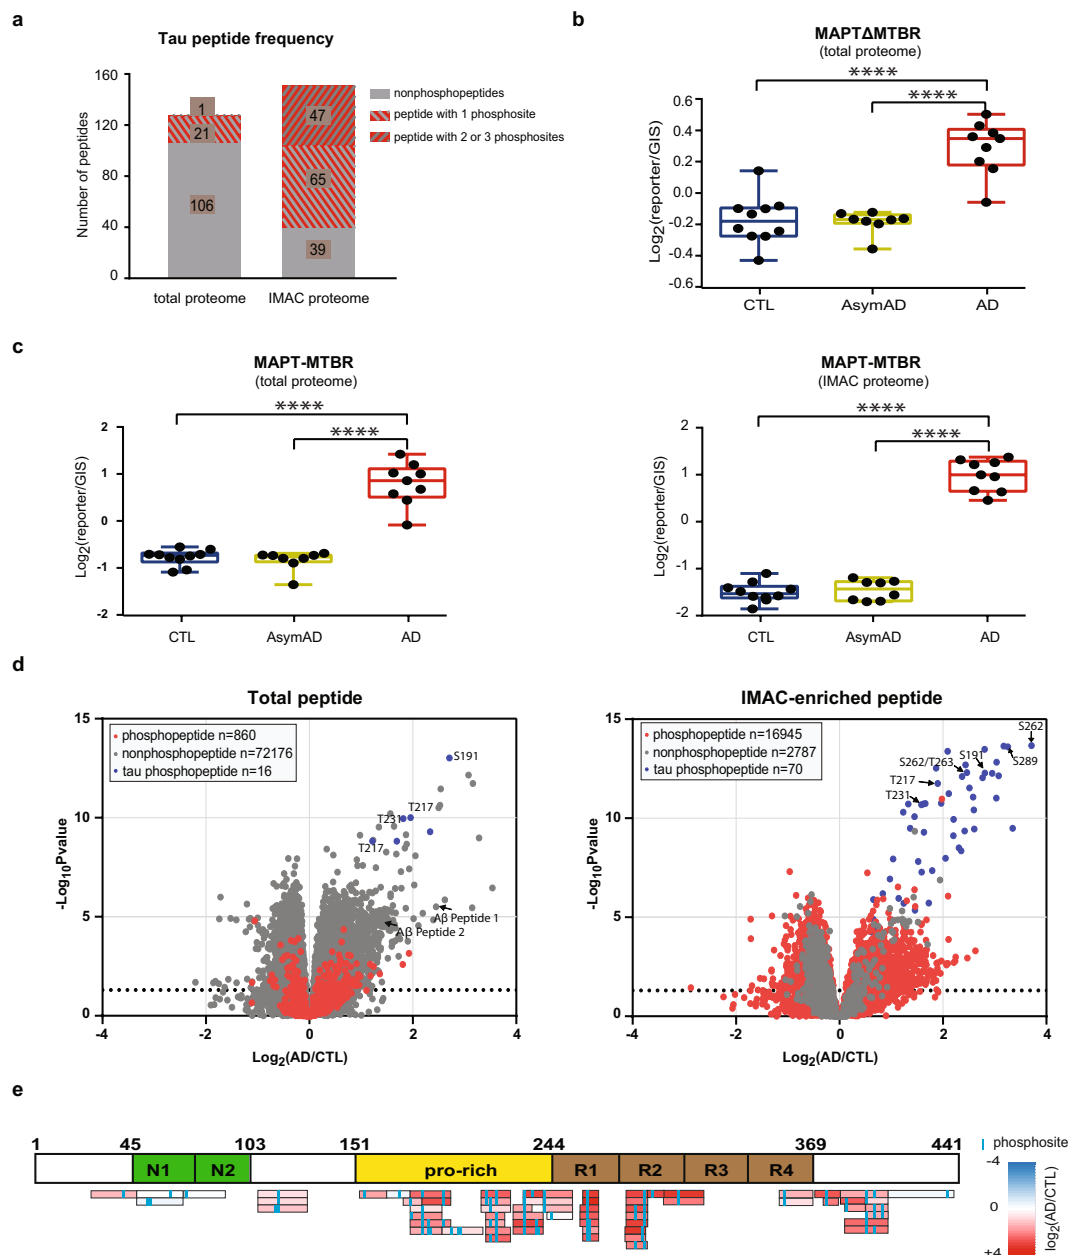 a
Tau peptide frequency
Number of peptides
160
120
80
40
0
1
21
106
47
65
39
total proteome
IMAC proteome
nonphosphopeptides
peptide with 1 phosphosite
peptide with 2 or 3 phosphosites
b
MAPTΔMTBR
(total proteome)
****
****
Log2(reporter/GIS)
0.6
0.4
0.2
0.0
-0.2
-0.4
-0.6
CTL
AsymAD
AD
c
MAPT-MTBR
(total proteome)
****
****
Log2(reporter/GIS)
2
1
0
-1
-2
CTL
AsymAD
AD
MAPT-MTBR
(IMAC proteome)
****
****
Log2(reporter/GIS)
2
1
0
-1
-2
CTL
AsymAD
AD
d
Total peptide
phosphopeptide n=860
nonphosphopeptide n=72176
tau phosphopeptide n=16
S191
T217
T231
T217
Aβ Peptide 1
Aβ Peptide 2
-Log10Pvalue
15
10
5
0
-4
-2
0
2
4
Log2(AD/CTL)
IMAC-enriched peptide
phosphopeptide n=16945
nonphosphopeptide n=2787
tau phosphopeptide n=70
S262
S289
S191
S262/T263
T217
T231
-Log10Pvalue
15
10
5
0
-4
-2
0
2
4
Log2(AD/CTL)
e
1
45
103
151
244
369
441
N1
N2
pro-rich
R1
R2
R3
R4
phosphosite
-4
0
+4
log2(AD/CTL)